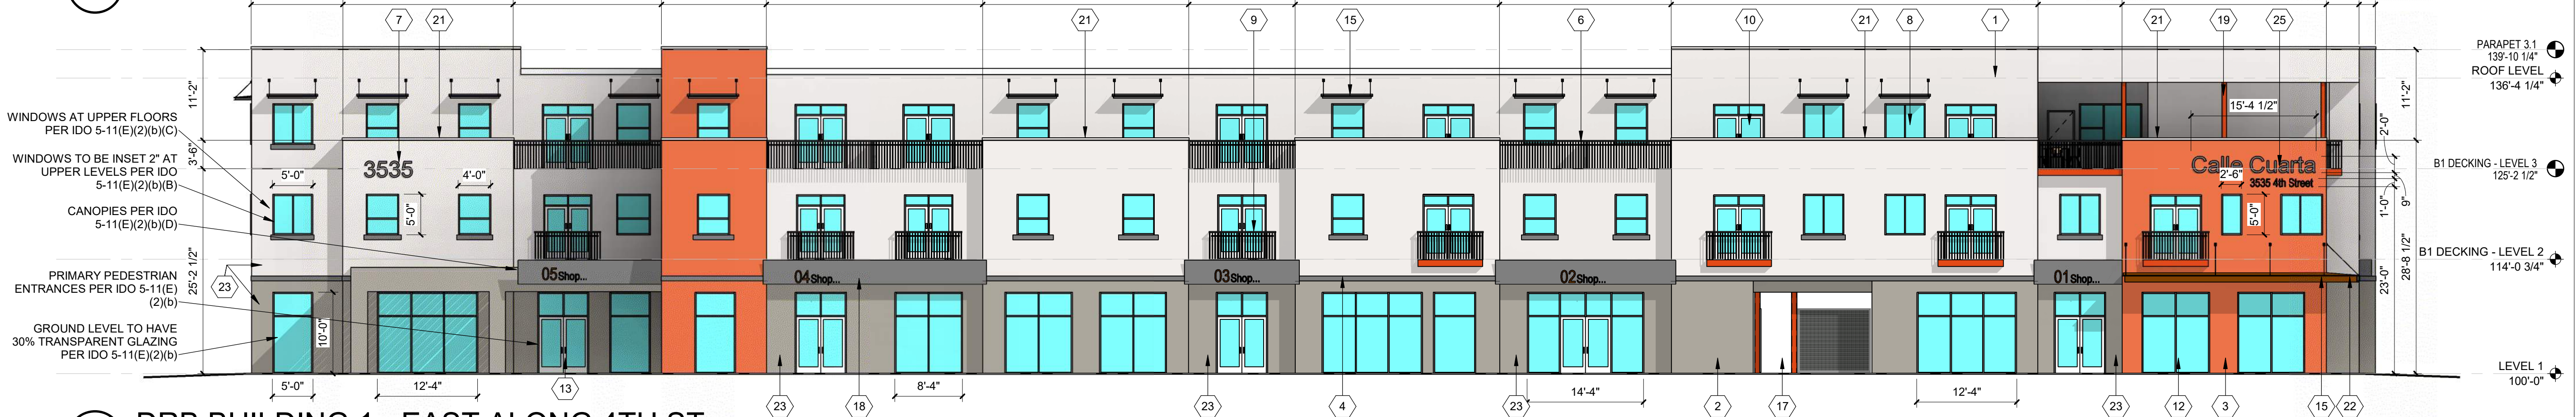 7
21
21
9
15
6
10
21
8
1
21
19
25
PARAPET 3.1
139'-10 1/4"
ROOF LEVEL
136'-4 1/4"
11'-2"
11'-2"
15'-4 1/2"
2'-0"
WINDOWS AT UPPER FLOORS
PER IDO 5-11(E)(2)(b)(C)
WINDOWS TO BE INSET 2" AT
UPPER LEVELS PER IDO
5-11(E)(2)(b)(B)
CANOPIES PER IDO
5-11(E)(2)(b)(D)
PRIMARY PEDESTRIAN
ENTRANCES PER IDO 5-11(E)
(2)(b)
GROUND LEVEL TO HAVE
30% TRANSPARENT GLAZING
PER IDO 5-11(E)(2)(b)
3'-6"
25'-2 1/2"
23
3535
5'-0"
4'-0"
5'-0"
10'-0"
Calle Cuarta
3535 4th Street
2'-6"
5'-0"
1'-0"
9"
23'-0"
28'-8 1/2"
B1 DECKING - LEVEL 3
125'-2 1/2"
B1 DECKING - LEVEL 2
114'-0 3/4"
LEVEL 1
100'-0"
05Shop...
04Shop...
03Shop...
02Shop...
01Shop...
5'-0"
12'-4"
13
8'-4"
14'-4"
12'-4"
23
18
23
4
23
2
17
23
12
3
15
22
BUILDING 1 - EAST ALONG 4TH ST